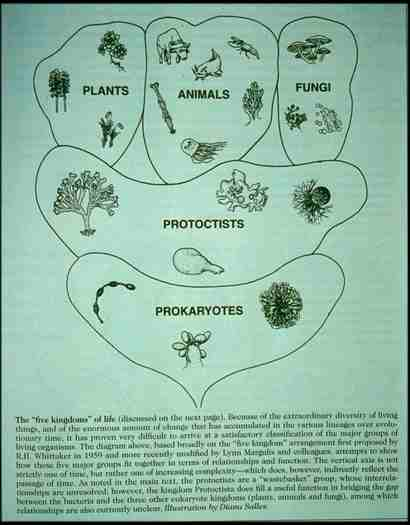 PLANTS
ANIMALS
FUNGI
PROTOCTISTS
PROKARYOTES
The "five kingdoms" of life (discussed on the next page). Because of the extraordinary diversity of living
things, and of the enormous amount of change that has accumulated in the various lineages over evolu-
tionary time, it has proven very difficult to arrive at a satisfactory classification of the major groups of
living organisms. The diagram above, based broadly on the "five kingdom" arrangement first proposed by
R.H. Whittaker in 1959 and more recently modified by Lynn Margulis and colleagues, attempts to show
how these five major groups fit together in terms of relationships and function. The vertical axis is not
strictly one of time, but rather one of increasing complexity—which does, however, indirectly reflect the
passage of time. As noted in the main text, the protoctists are a "wastebasket" group, whose interrela-
tionships are unresolved; however, the kingdom Protoctista does fill a useful function in bridging the gap
between the bacteria and the three other eukaryote kingdoms (plants, animals and fungi), among which
relationships are also currently unclear. Illustration by Diana Salles